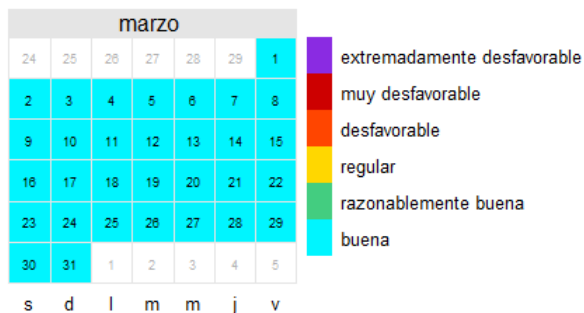 marzo
24 25 26 27 28 29 1
2 3 4 5 6 7 8
9 10 11 12 13 14 15
16 17 18 19 20 21 22
23 24 25 26 27 28 29
30 31 1 2 3 4 5
s d l m m j v
extremadamente desfavorable
muy desfavorable
desfavorable
regular
razonablemente buena
buena